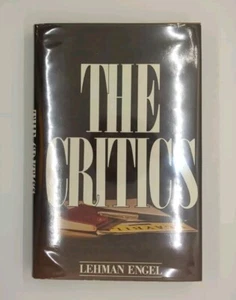 THE
CRITICS
LEHMAN ENGEL